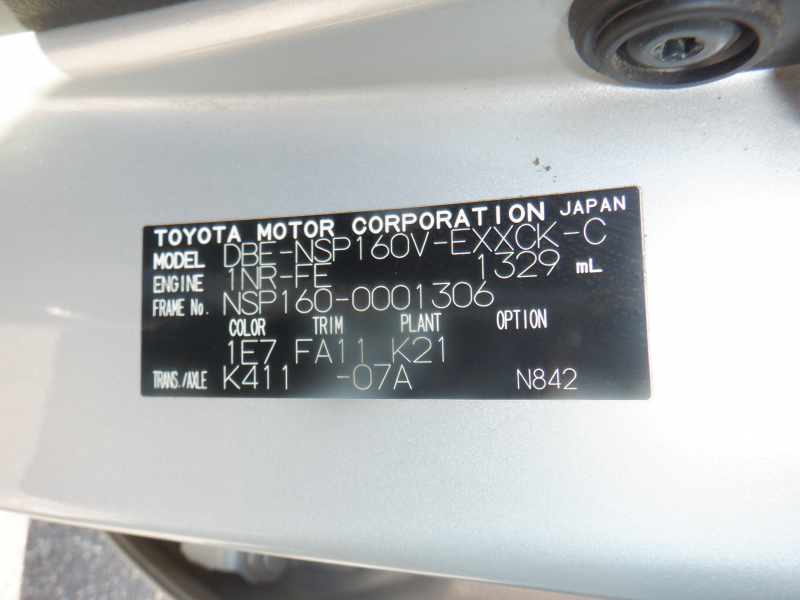 TOYOTA MOTOR CORPORATION JAPAN
MODEL DBE-NSP160V-EXXCK-C
ENGINE 1NR-FE 1329 mL
FRAME No. NSP160-0001306
COLOR TRIM PLANT OPTION
1E7 FA11 K21
TRANS./AXLE K411 -07A N842